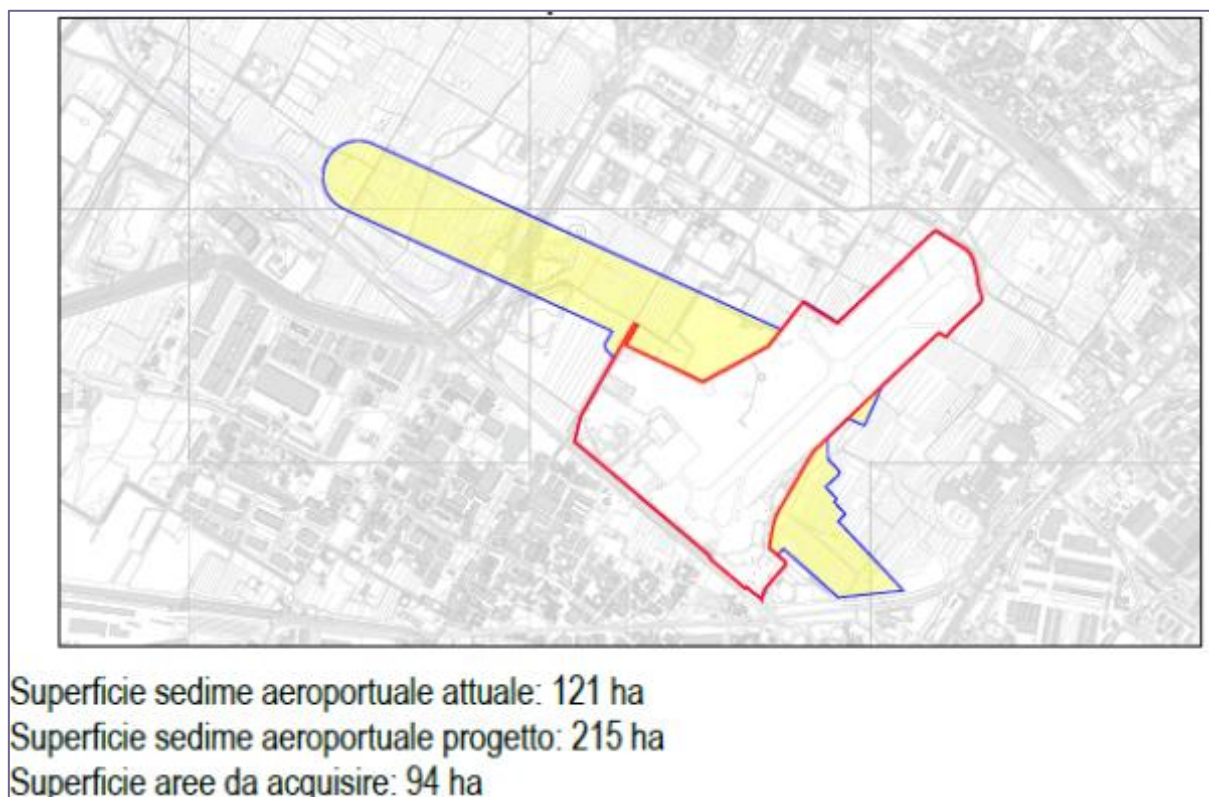 Superficie sedime aeroportuale attuale: 121 ha
Superficie sedime aeroportuale progetto: 215 ha
Superficie aree da acquisire: 94 ha